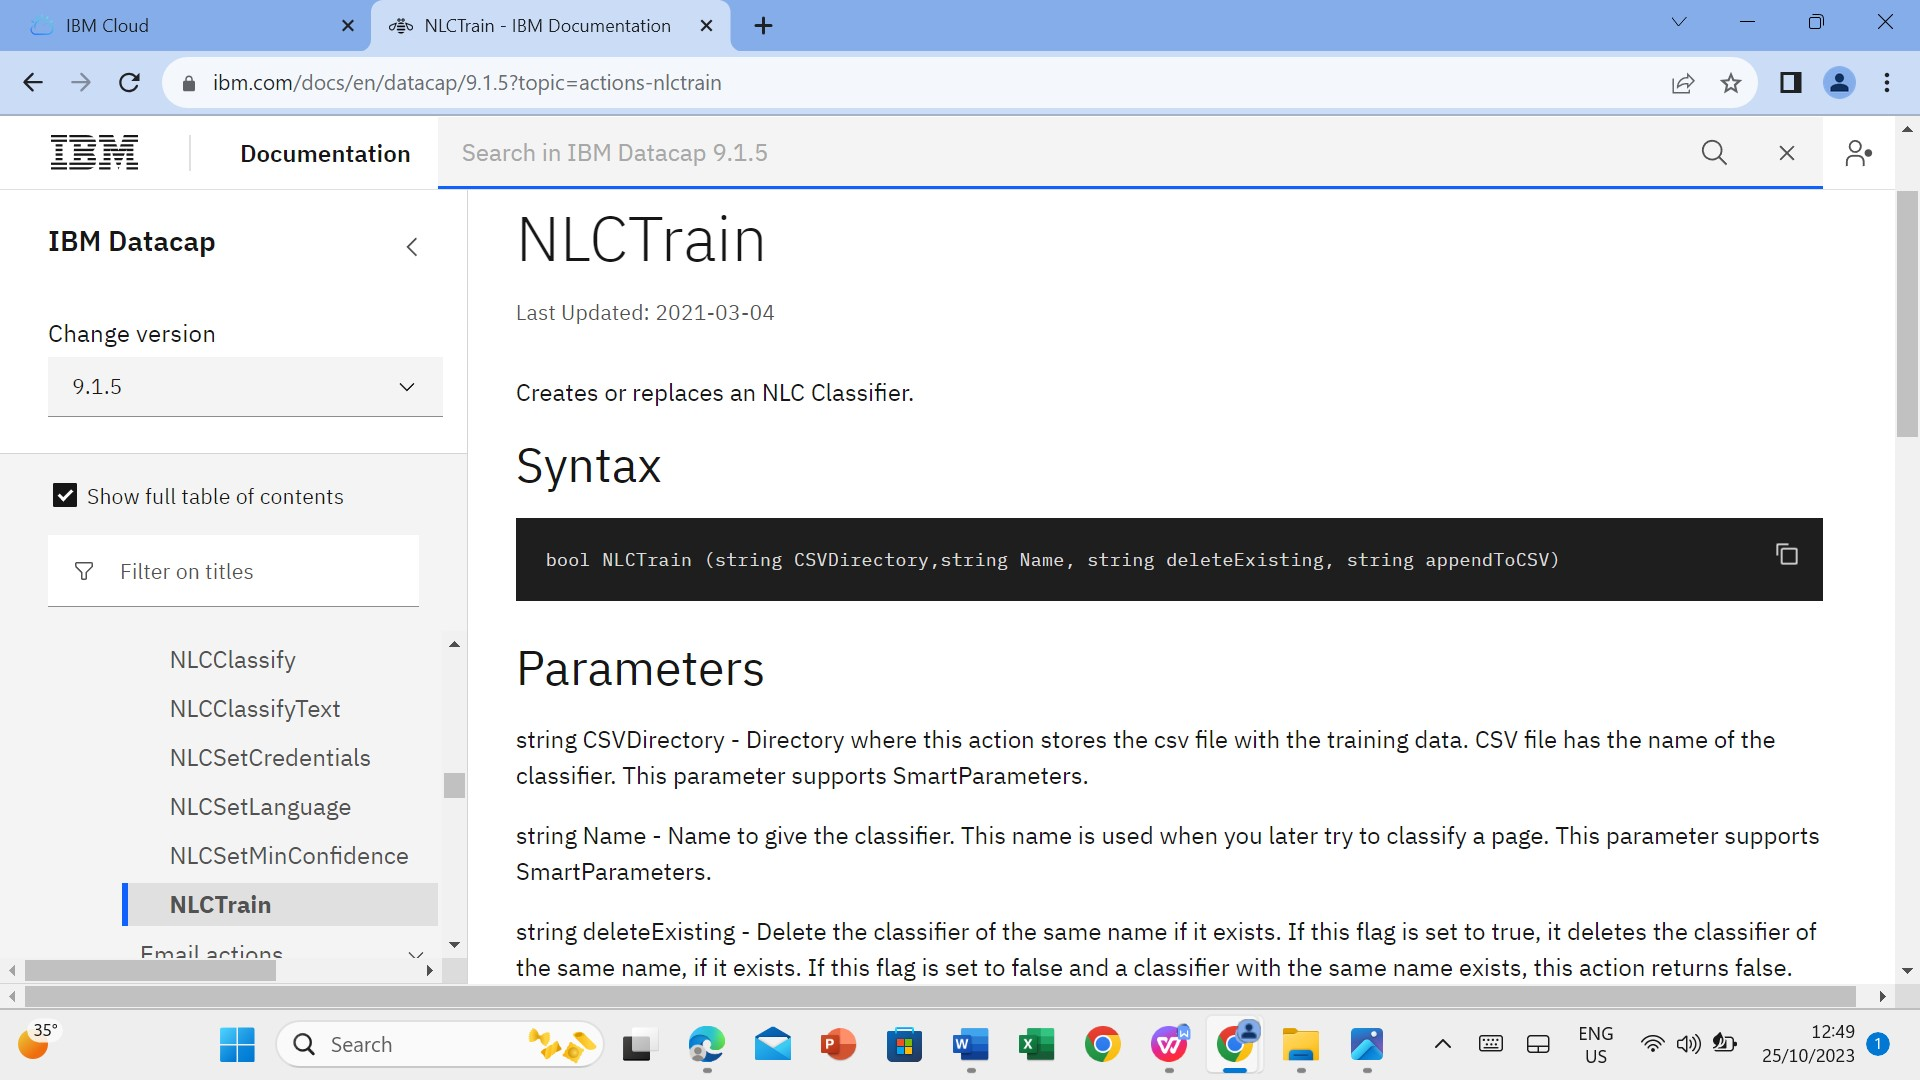 IBM Cloud
NLCTrain - IBM Documentation
ibm.com/docs/en/datacap/9.1.5?topic=actions-nlctrain
IBM
Documentation
Search in IBM Datacap 9.1.5
IBM Datacap
Change version
9.1.5
Show full table of contents
Filter on titles
NLCClassify
NLCClassifyText
NLCSetCredentials
NLCSetLanguage
NLCSetMinConfidence
NLCTrain
Email actions
NLCTrain
Last Updated: 2021-03-04
Creates or replaces an NLC Classifier.
Syntax
bool NLCTrain (string CSVDirectory,string Name, string deleteExisting, string appendToCSV)
Parameters
string CSVDirectory - Directory where this action stores the csv file with the training data. CSV file has the name of the
classifier. This parameter supports SmartParameters.
string Name - Name to give the classifier. This name is used when you later try to classify a page. This parameter supports
SmartParameters.
string deleteExisting - Delete the classifier of the same name if it exists. If this flag is set to true, it deletes the classifier of
the same name, if it exists. If this flag is set to false and a classifier with the same name exists, this action returns false.
35°
Search
P
W
X
W
ENG
US
12:49
25/10/2023
1